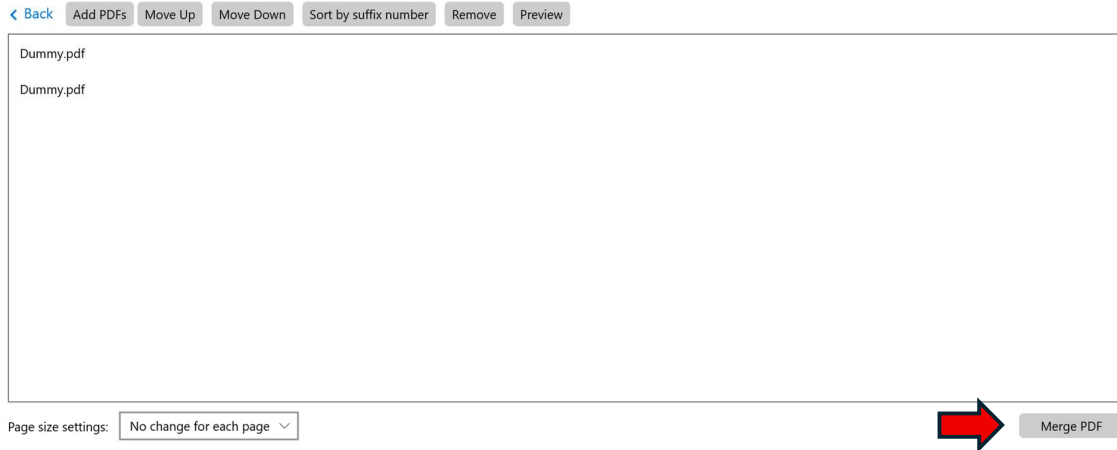 Back Add PDFs Move Up Move Down Sort by suffix number Remove Preview
Dummy.pdf
Dummy.pdf
Page size settings: No change for each page Merge PDF